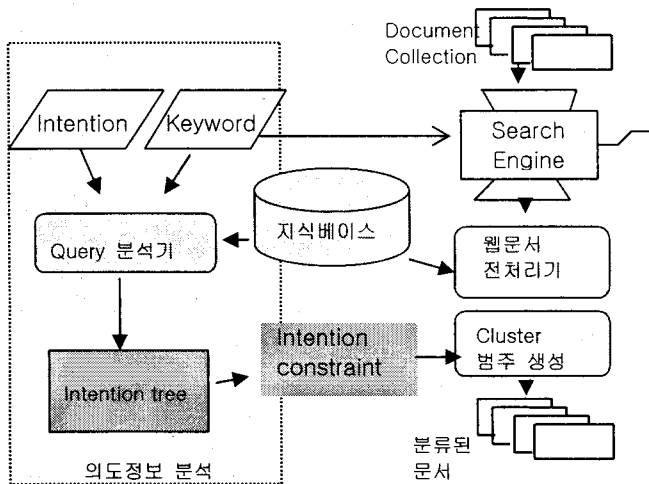 Document
Collection
Intention
Keyword
Search
Engine
지식베이스
Query 분석기
웹문서
전처리기
Intention
constraint
Cluster
범주 생성
Intention tree
분류된
문서
의도정보 분석